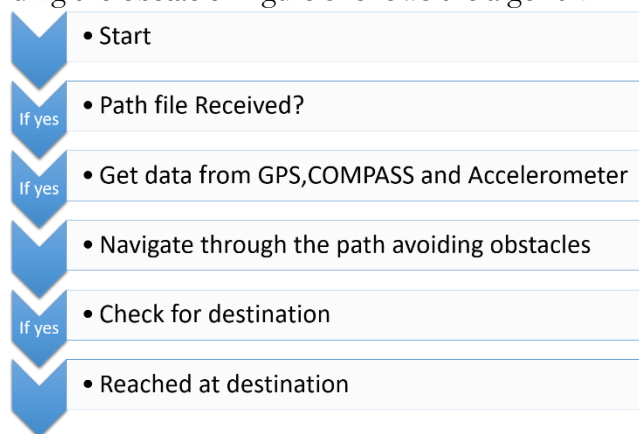 • Start
If yes
• Path file Received?
If yes
• Get data from GPS,COMPASS and Accelerometer
• Navigate through the path avoiding obstacles
If yes
• Check for destination
• Reached at destination